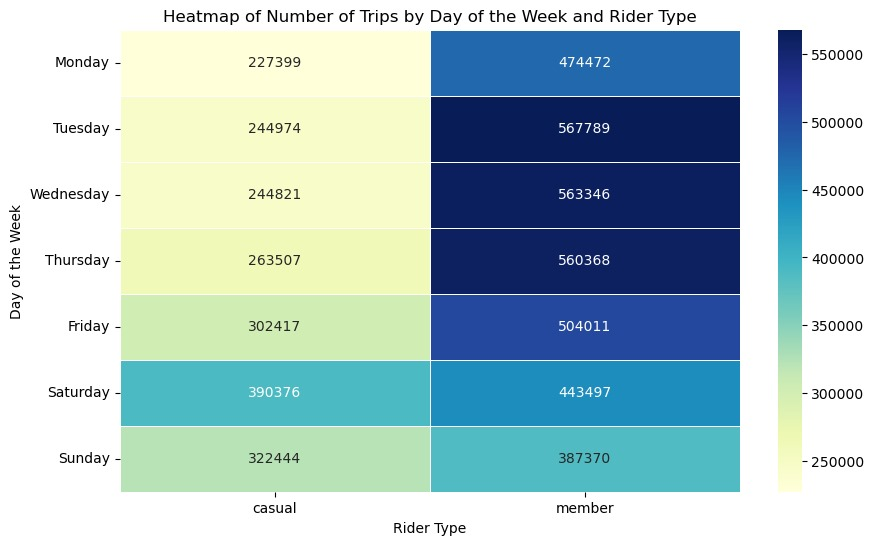 Heatmap of Number of Trips by Day of the Week and Rider Type
Day of the Week
Monday 227399 474472
Tuesday 244974 567789
Wednesday 244821 563346
Thursday 263507 560368
Friday 302417 504011
Saturday 390376 443497
Sunday 322444 387370
casual member
Rider Type
550000
500000
450000
400000
350000
300000
250000